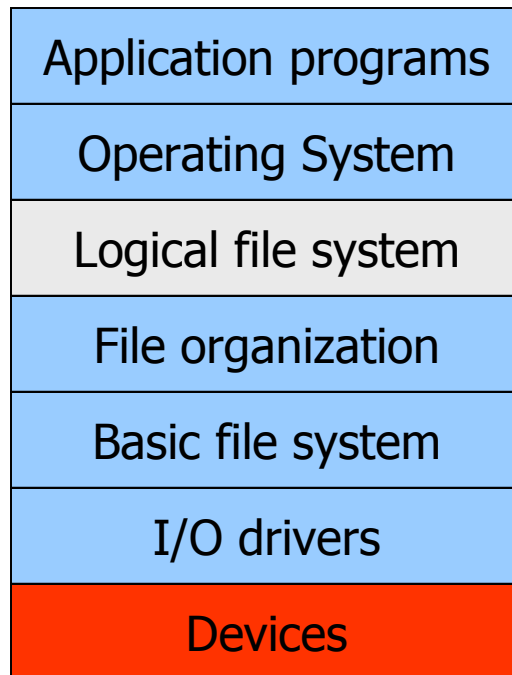 Application programs
Operating System
Logical file system
File organization
Basic file system
I/O drivers
Devices